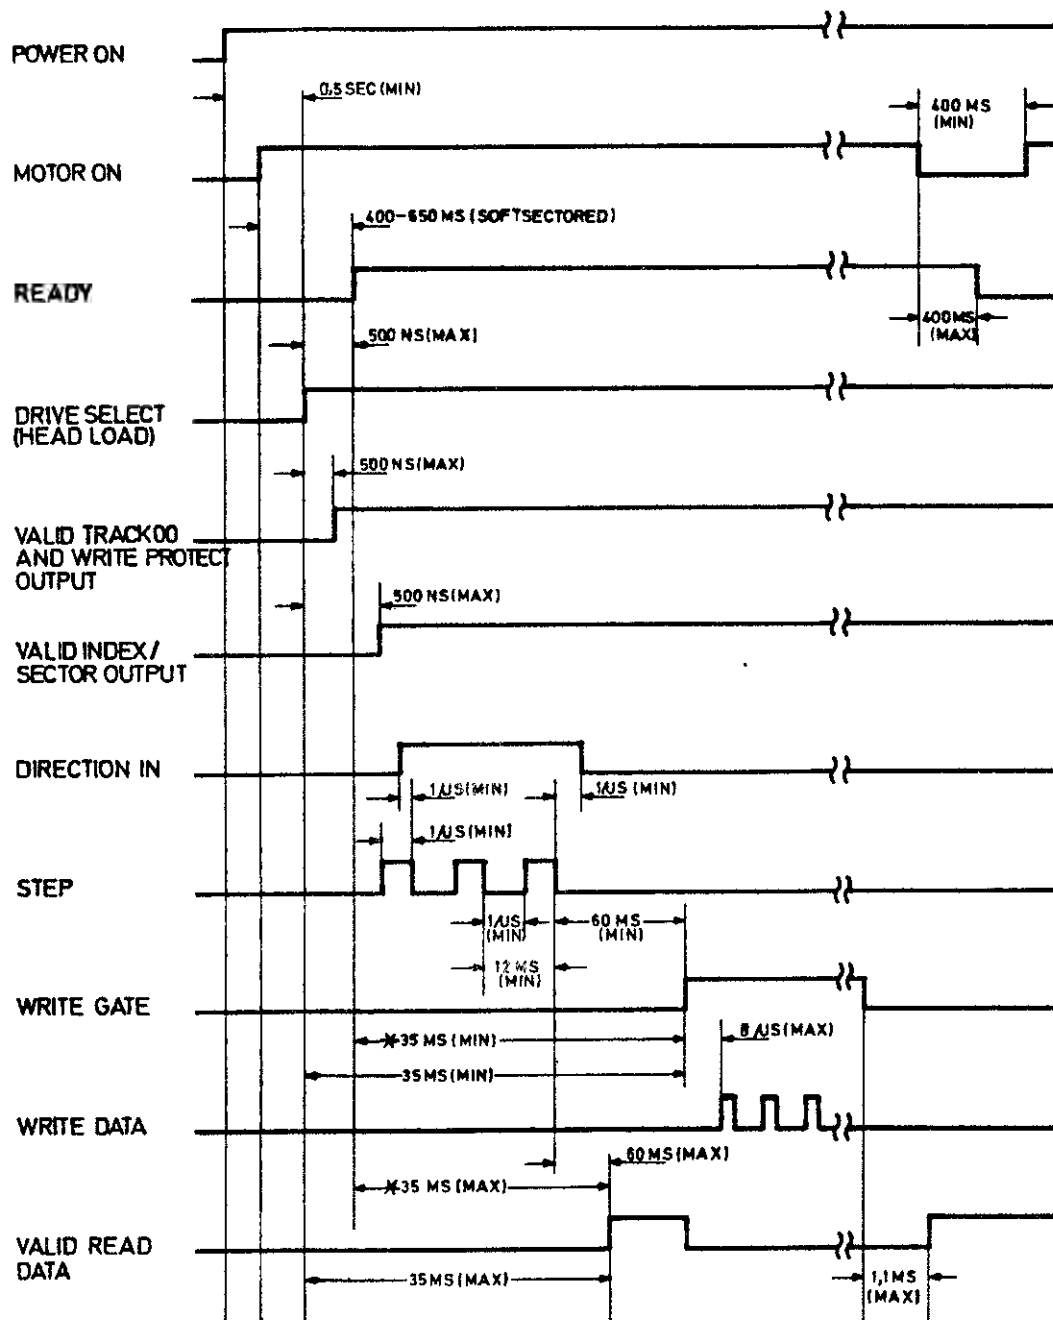 POWER ON
0,5 SEC (MIN)
400 MS
(MIN)
MOTOR ON
400-650 MS (SOFTSECTORED)
READY
500 NS(MAX)
400MS
(MAX)
DRIVE SELECT
(HEAD LOAD)
500 NS(MAX)
VALID TRACK00
AND WRITE PROTECT
OUTPUT
500 NS(MAX)
VALID INDEX/
SECTOR OUTPUT
DIRECTION IN
1/US(MIN)
1/US (MIN)
1/US(MIN)
STEP
1/US
(MIN)
60 MS
(MIN)
12 MS
(MIN)
WRITE GATE
*35 MS (MIN)
8/US(MAX)
35MS(MIN)
WRITE DATA
60MS(MAX)
*35 MS (MAX)
VALID READ
DATA
35MS(MAX)
1,1MS
(MAX)